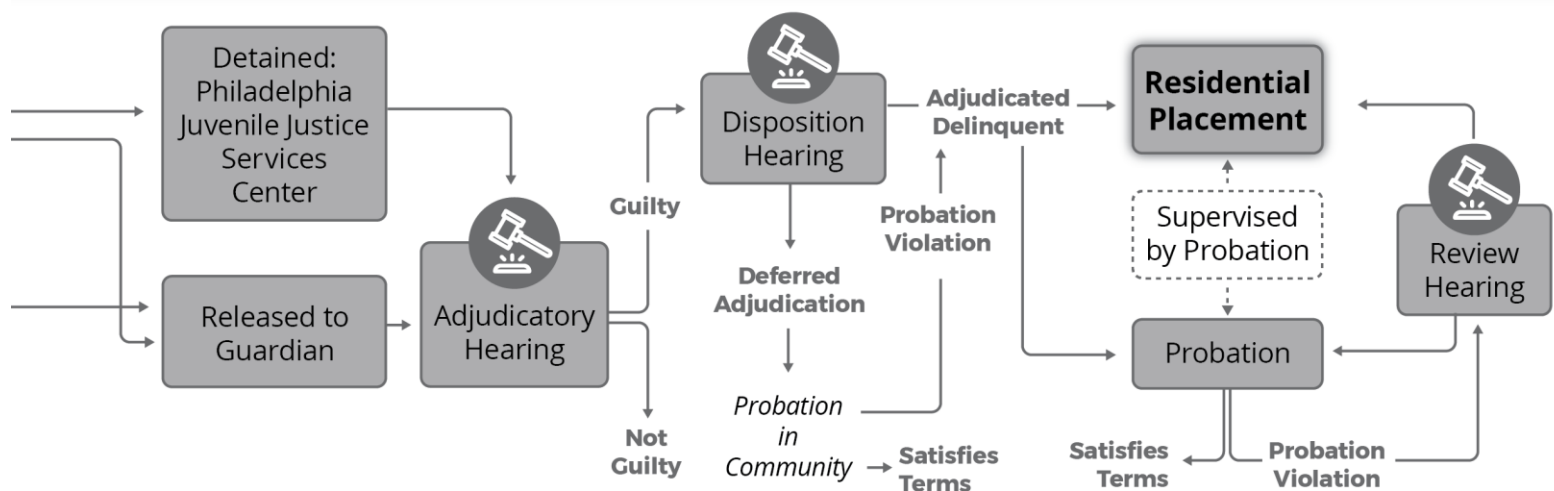 Detained:
Philadelphia
Juvenile Justice
Services
Center
Released to
Guardian
Adjudicatory
Hearing
Guilty
Not
Guilty
Disposition
Hearing
Deferred
Adjudication
Probation
in
Community
Satisfies
Terms
Probation
Violation
Adjudicated
Delinquent
Residential
Placement
Supervised
by Probation
Probation
Satisfies
Terms
Probation
Violation
Review
Hearing